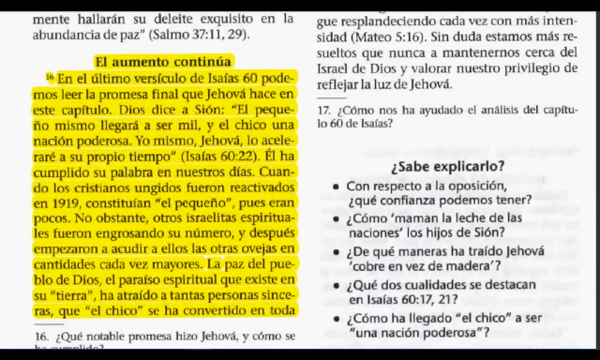 mente hallarán su deleite exquisito en la
abundancia de paz” (Salmo 37:11, 29).
El aumento continúa
16 En el último versículo de Isaías 60 pode-
mos leer la promesa final que Jehová hace en
este capítulo. Dios dice a Sión: “El peque-
ño mismo llegará a ser mil, y el chico una
nación poderosa. Yo mismo, Jehová, lo acele-
raré a su propio tiempo” (Isaías 60:22). Él ha
cumplido su palabra en nuestros días. Cuan-
do los cristianos ungidos fueron reactivados
en 1919, constituían “el pequeño”, pues eran
pocos. No obstante, otros israelitas espiritua-
les fueron engrosando su número, y después
empezaron a acudir a ellos las otras ovejas en
cantidades cada vez mayores. La paz del pue-
blo de Dios, el paraíso espiritual que existe en
su “tierra”, ha atraído a tantas personas since-
ras, que “el chico” se ha convertido en toda
16. ¿Qué notable promesa hizo Jehová, y cómo se
gue resplandeciendo cada vez con más inten-
sidad (Mateo 5:16). Sin duda estamos más re-
sueltos que nunca a mantenernos cerca del
Israel de Dios y valorar nuestro privilegio de
reflejar la luz de Jehová.
17. ¿Cómo nos ha ayudado el análisis del capítu-
lo 60 de Isaías?
¿Sabe explicarlo?
• Con respecto a la oposición,
¿qué confianza podemos tener?
• ¿Cómo ‘maman la leche de las
naciones’ los hijos de Sión?
• ¿De qué maneras ha traído Jehová
‘cobre en vez de madera’?
• ¿Qué dos cualidades se destacan
en Isaías 60:17, 21?
• ¿Cómo ha llegado “el chico” a ser
“una nación poderosa”?